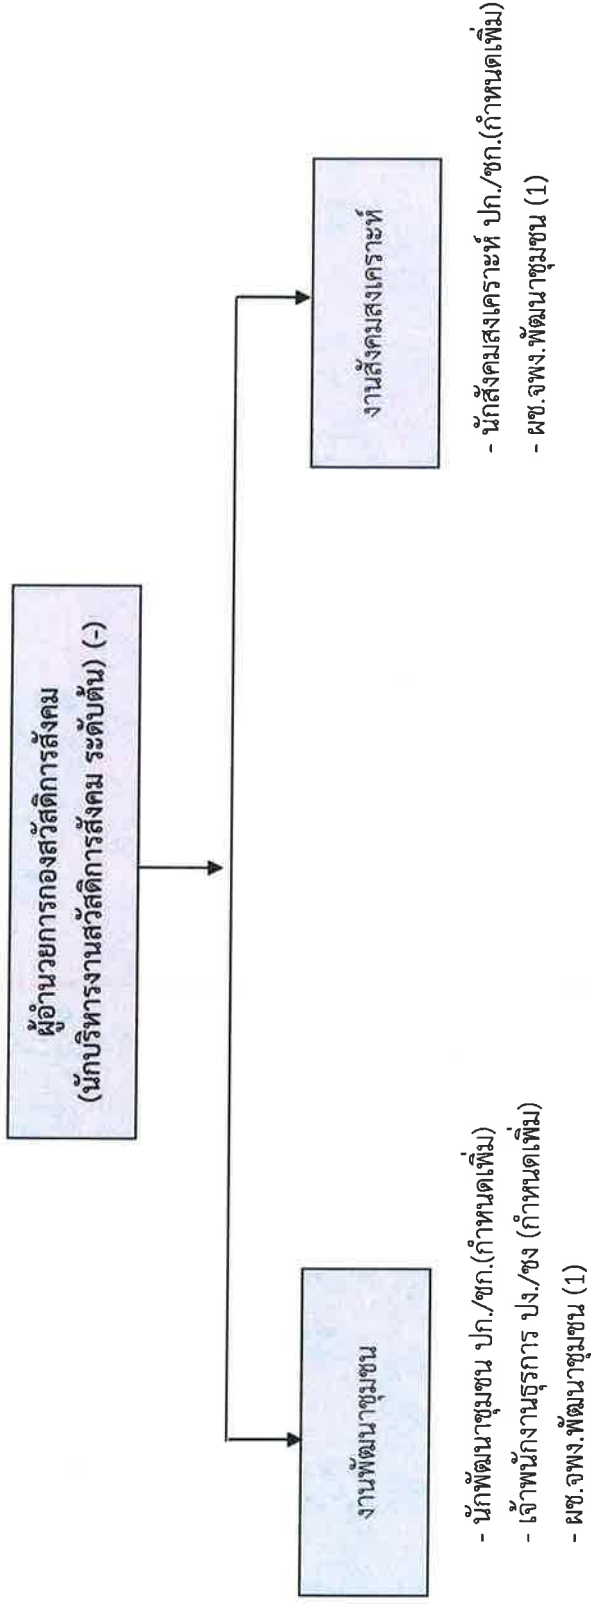 ผู้อำนวยการกองสวัสดิการสังคม
(นักบริหารงานสวัสดิการสังคม ระดับต้น) (-)
งานพัฒนาชุมชน
- นักพัฒนาชุมชน ปก./ชก.(กำหนดเพิ่ม)
- เจ้าพนักงานธุรการ ปง./ชง (กำหนดเพิ่ม)
- ผช.จพง.พัฒนาชุมชน (1)
งานสังคมสงเคราะห์
- นักสังคมสงเคราะห์ ปก./ชก.(กำหนดเพิ่ม)
- ผช.จพง.พัฒนาชุมชน (1)